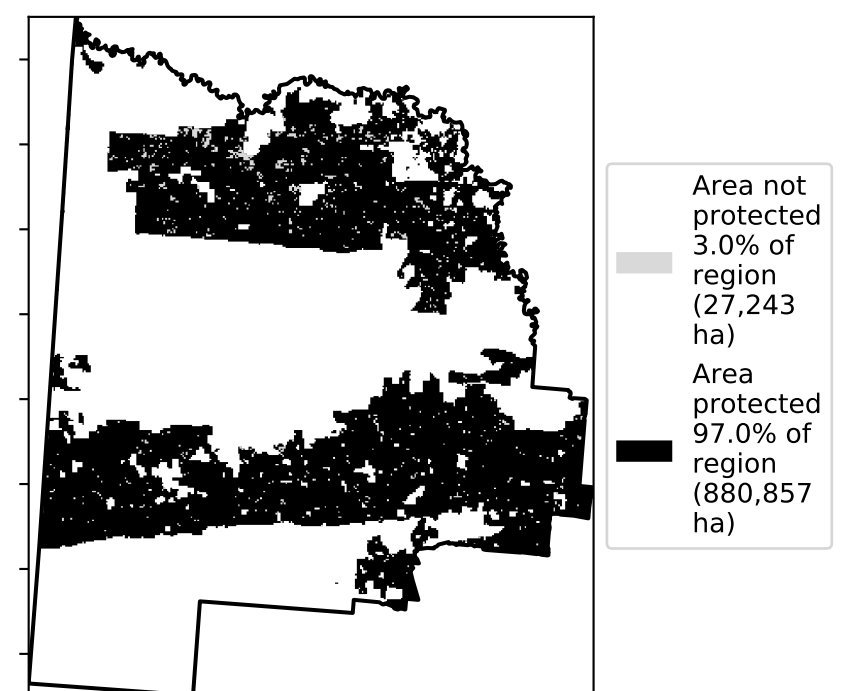 Area not
protected
3.0% of
region
(27,243
ha)
Area
protected
97.0% of
region
(880,857
ha)